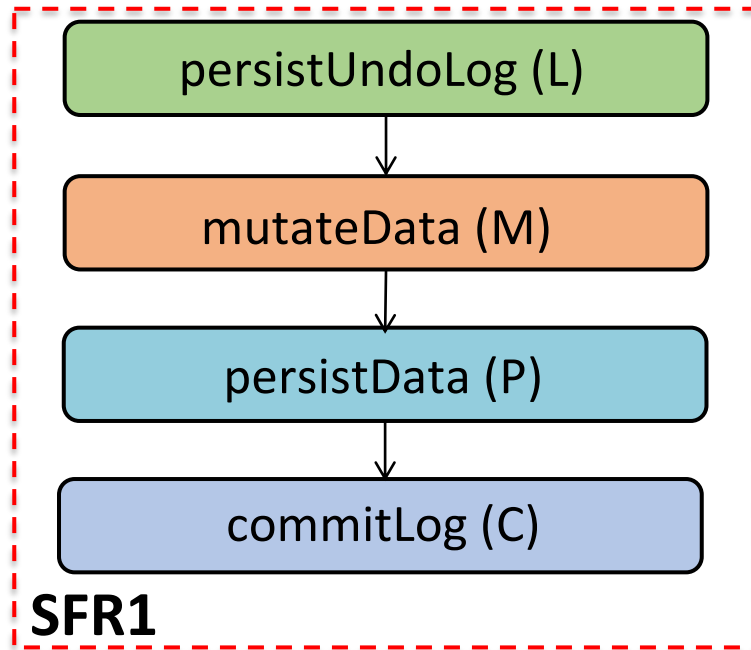 persistUndoLog (L)
mutateData (M)
persistData (P)
commitLog (C)
SFR1